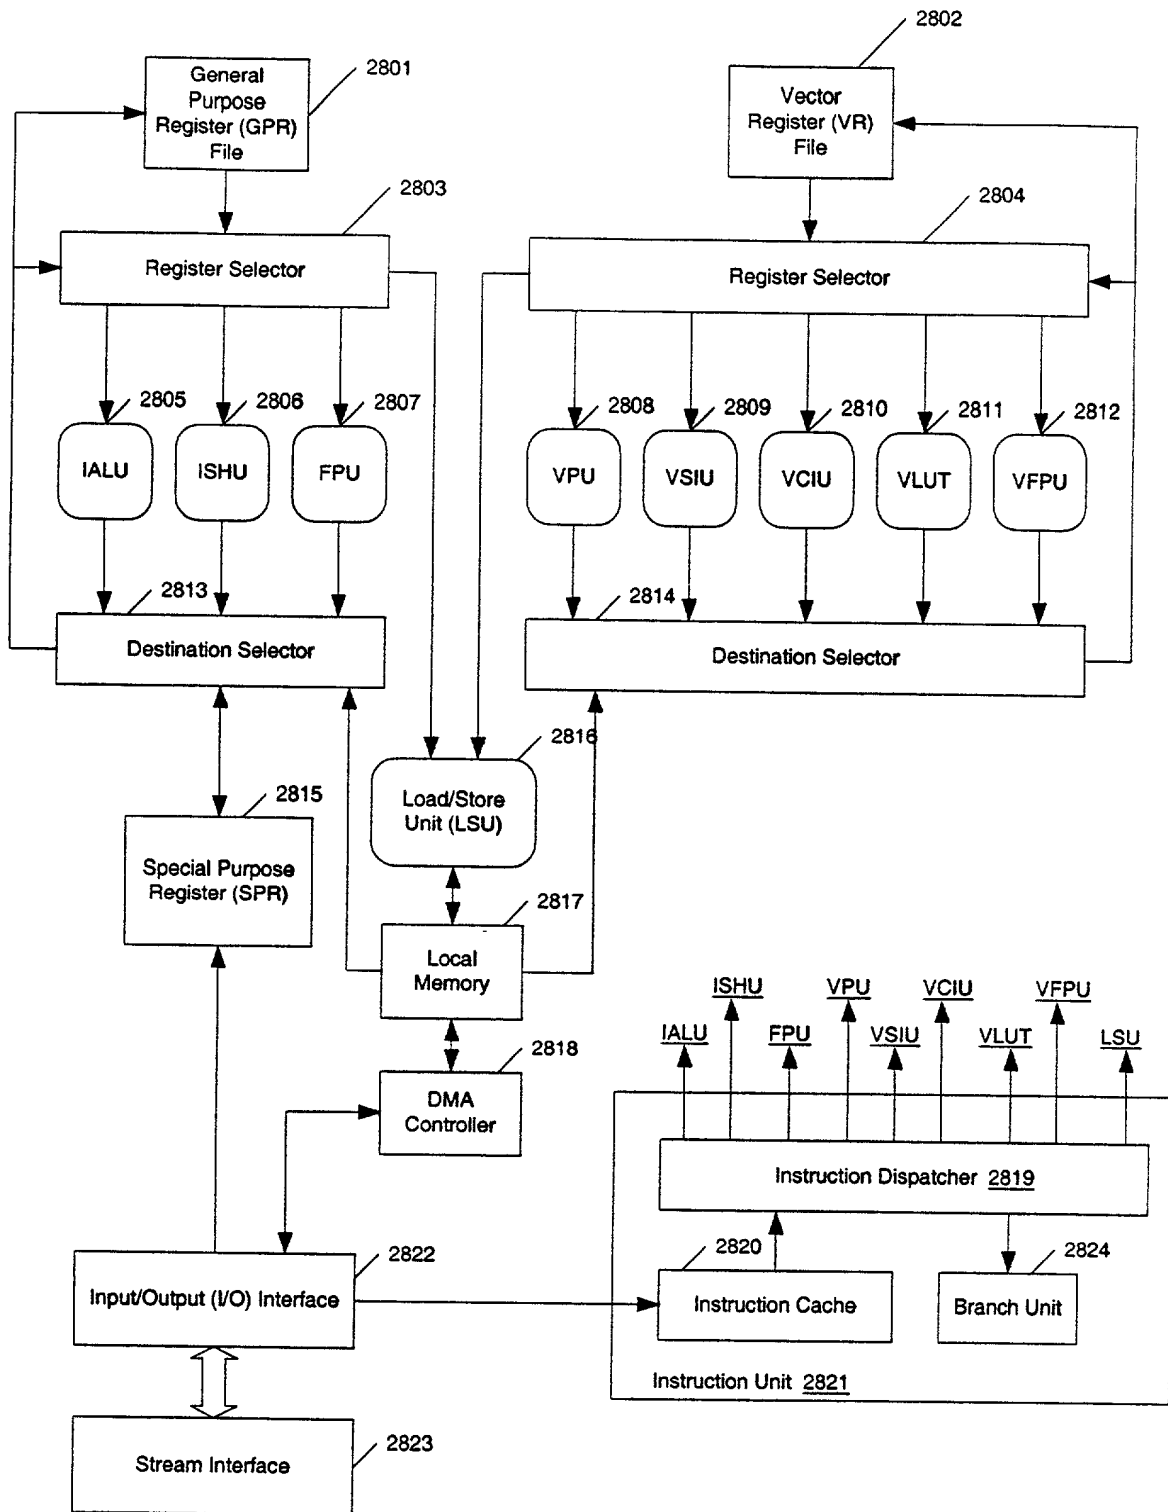 2802
General
Purpose
Register (GPR)
File
2801
Vector
Register (VR)
File
2803
2804
Register Selector
Register Selector
2805
2806
2807
2808
2809
2810
2811
2812
IALU
ISHU
FPU
VPU
VSIU
VCIU
VLUT
VFPU
2813
2814
Destination Selector
Destination Selector
2816
2815
Load/Store
Unit (LSU)
Special Purpose
Register (SPR)
2817
Local
Memory
ISHU
VPU
VCIU
VFPU
IALU
FPU
VSIU
VLUT
LSU
2818
DMA
Controller
Instruction Dispatcher 2819
2820
2824
2822
Input/Output (I/O) Interface
Instruction Cache
Branch Unit
Instruction Unit 2821
2823
Stream Interface